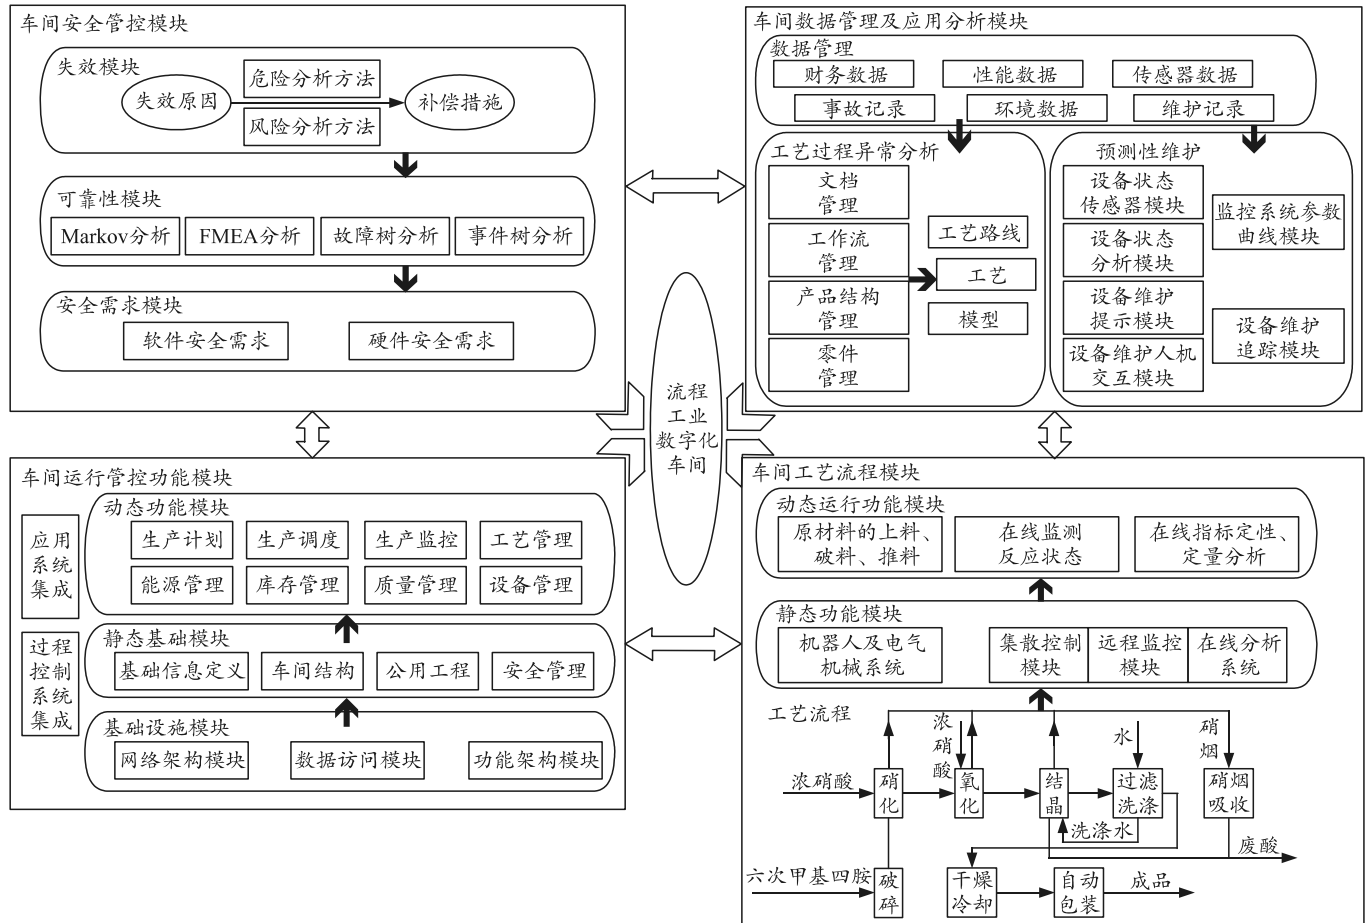 车间安全管控模块
失效模块
危险分析方法
失效原因
补偿措施
风险分析方法
可靠性模块
Markov分析
FMEA分析
故障树分析
事件树分析
安全需求模块
软件安全需求
硬件安全需求
车间数据管理及应用分析模块
数据管理
财务数据
性能数据
传感器数据
事故记录
环境数据
维护记录
工艺过程异常分析
文档
管理
工作流
管理
产品结构
管理
零件
管理
工艺路线
工艺
模型
预测性维护
设备状态
传感器模块
设备状态
分析模块
设备维护
提示模块
设备维护人机
交互模块
监控系统参数
曲线模块
设备维护
追踪模块
流程
工业
数字化
车间
车间运行管控功能模块
应用
系统
集成
过程
控制
系统
集成
动态功能模块
生产计划
生产调度
生产监控
工艺管理
能源管理
库存管理
质量管理
设备管理
静态基础模块
基础信息定义
车间结构
公用工程
安全管理
基础设施模块
网络架构模块
数据访问模块
功能架构模块
车间工艺流程模块
动态运行功能模块
原材料的上料、
破料、推料
在线监测
反应状态
在线指标定性、
定量分析
静态功能模块
机器人及电气
机械系统
集散控制
模块
远程监控
模块
在线分析
系统
工艺流程
浓
硝
酸
水
硝
烟
浓硝酸
硝
化
氧
化
结
晶
过滤
洗涤
硝烟
吸收
洗涤水
废酸
六次甲基四胺
破
碎
干燥
冷却
自动
包装
成品